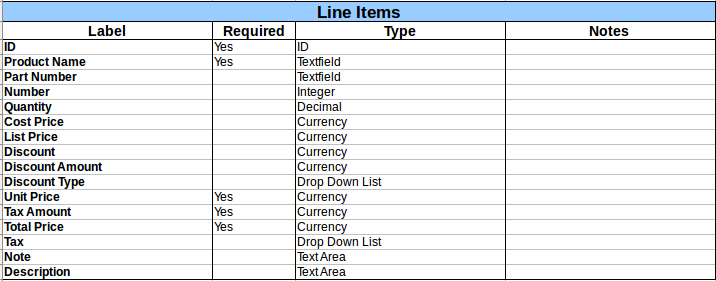 Line Items
Label Required Type Notes
ID Yes ID
Product Name Yes Textfield
Part Number Textfield
Number Integer
Quantity Decimal
Cost Price Currency
List Price Currency
Discount Currency
Discount Amount Currency
Discount Type Drop Down List
Unit Price Yes Currency
Tax Amount Yes Currency
Total Price Yes Currency
Tax Drop Down List
Note Text Area
Description Text Area